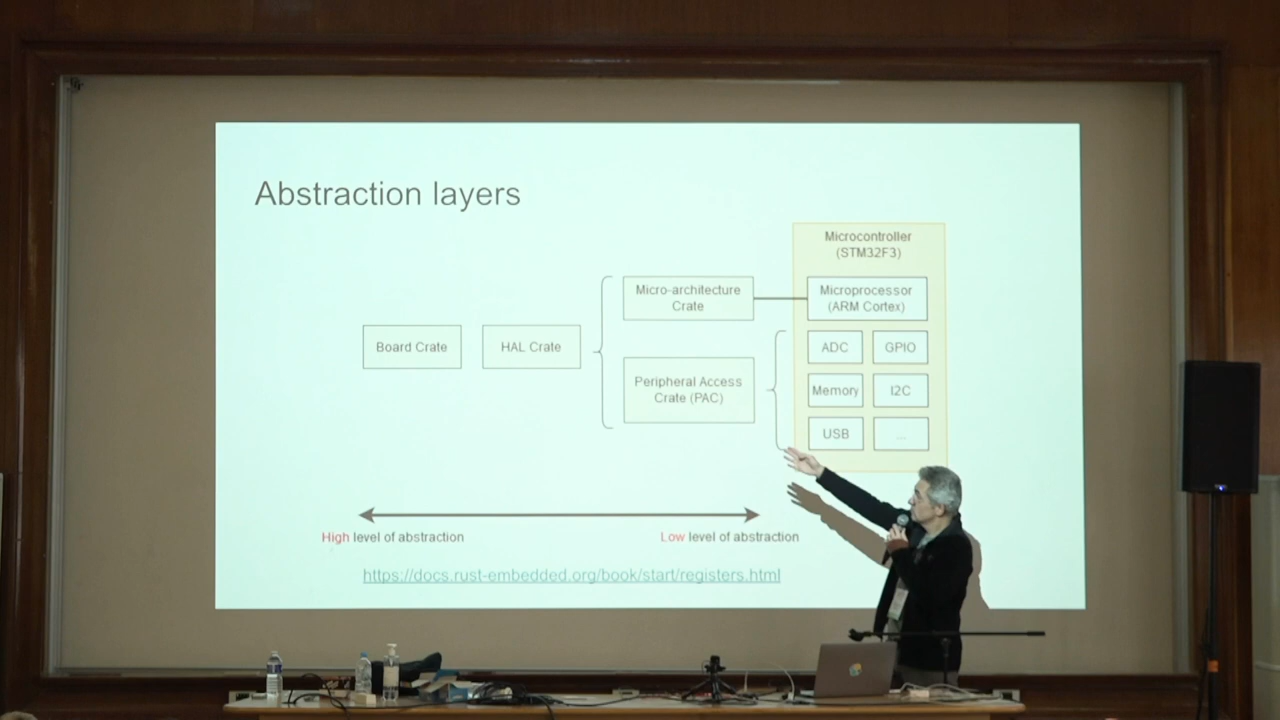 Abstraction layers
Microcontroller
(STM32F3)
Micro-architecture
Crate
Microprocessor
(ARM Cortex)
Board Crate
HAL Crate
ADC
GPIO
Peripheral Access
Crate (PAC)
Memory
I2C
USB
...
High level of abstraction
Low level of abstraction
https://docs.rust-embedded.org/book/start/registers.html